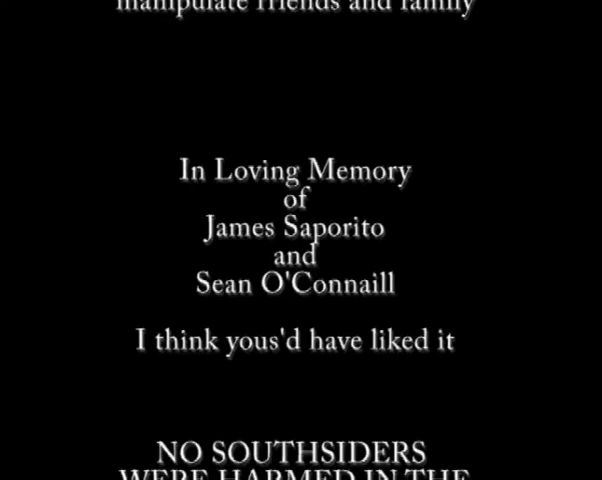 manipulate friends and family
In Loving Memory
of
James Saporito
and
Sean O'Connaill
I think yous'd have liked it
NO SOUTHSIDERS
WERE HARMED IN THE